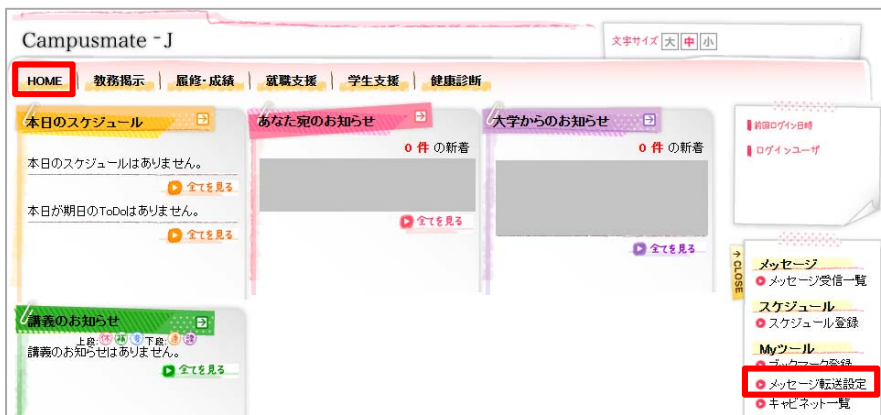 Campusmate - J
文字サイズ 大 中 小
HOME 教務掲示 履修・成績 就職支援 学生支援 健康診断
本日のスケジュール
本日のスケジュールはありません。
全てを見る
本日が期日のToDoはありません。
全てを見る
あなた宛のお知らせ
0 件 の新着
全てを見る
大学からのお知らせ
0 件 の新着
全てを見る
講義のお知らせ
上段: 休 補 下段:
講義のお知らせはありません。
全てを見る
前回ログイン日時
ログインユーザ
CLOSE
メッセージ
メッセージ受信一覧
スケジュール
スケジュール登録
Myツール
ブックマーク登録
メッセージ転送設定
キャビネット一覧